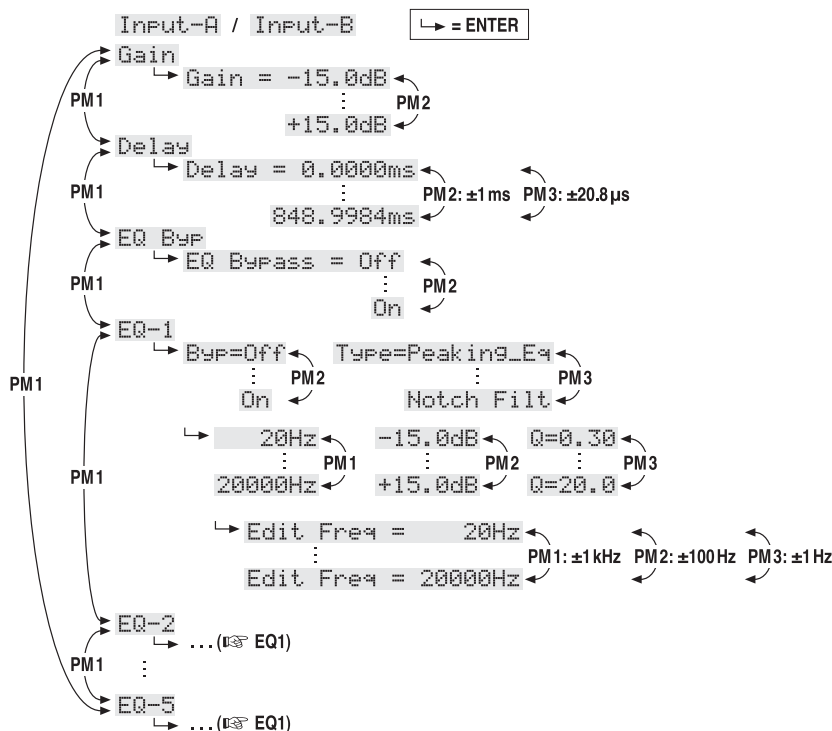 Input-A / Input-B ↳ = ENTER
Gain
↳ Gain = -15.0dB
PM1 ⋮ PM2
+15.0dB
Delay
↳ Delay = 0.0000ms
PM1 ⋮ PM2: ±1 ms PM3: ±20.8 µs
848.9984ms
EQ Byp
↳ EQ Bypass = Off
PM1 ⋮ PM2
On
EQ-1
↳ Byp=Off Type=Peaking_Eq
PM1 ⋮ PM2 ⋮ PM3
On Notch Filt
↳ 20Hz -15.0dB Q=0.30
PM1 ⋮ PM1 ⋮ PM2 ⋮ PM3
20000Hz +15.0dB Q=20.0
↳ Edit Freq = 20Hz
⋮ PM1: ±1 kHz PM2: ±100 Hz PM3: ±1 Hz
Edit Freq = 20000Hz
EQ-2
↳ ...(☞ EQ1)
PM1 ⋮
EQ-5
↳ ...(☞ EQ1)